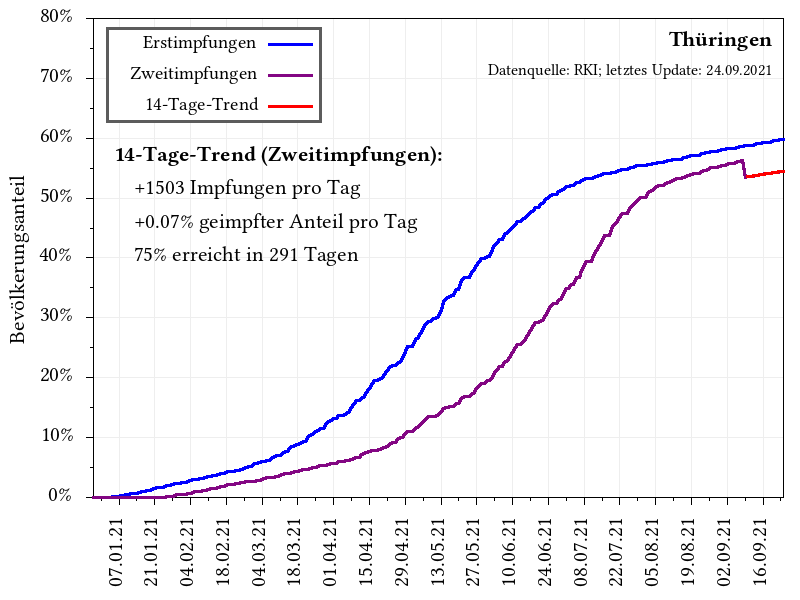 80%
70%
60%
50%
40%
30%
20%
10%
0%
Bevölkerungsanteil
Erstimpfungen
Zweitimpfungen
14-Tage-Trend
Thüringen
Datenquelle: RKI; letztes Update: 24.09.2021
14-Tage-Trend (Zweitimpfungen):
+1503 Impfungen pro Tag
+0.07% geimpfter Anteil pro Tag
75% erreicht in 291 Tagen
07.01.21
21.01.21
04.02.21
18.02.21
04.03.21
18.03.21
01.04.21
15.04.21
29.04.21
13.05.21
27.05.21
10.06.21
24.06.21
08.07.21
22.07.21
05.08.21
19.08.21
02.09.21
16.09.21